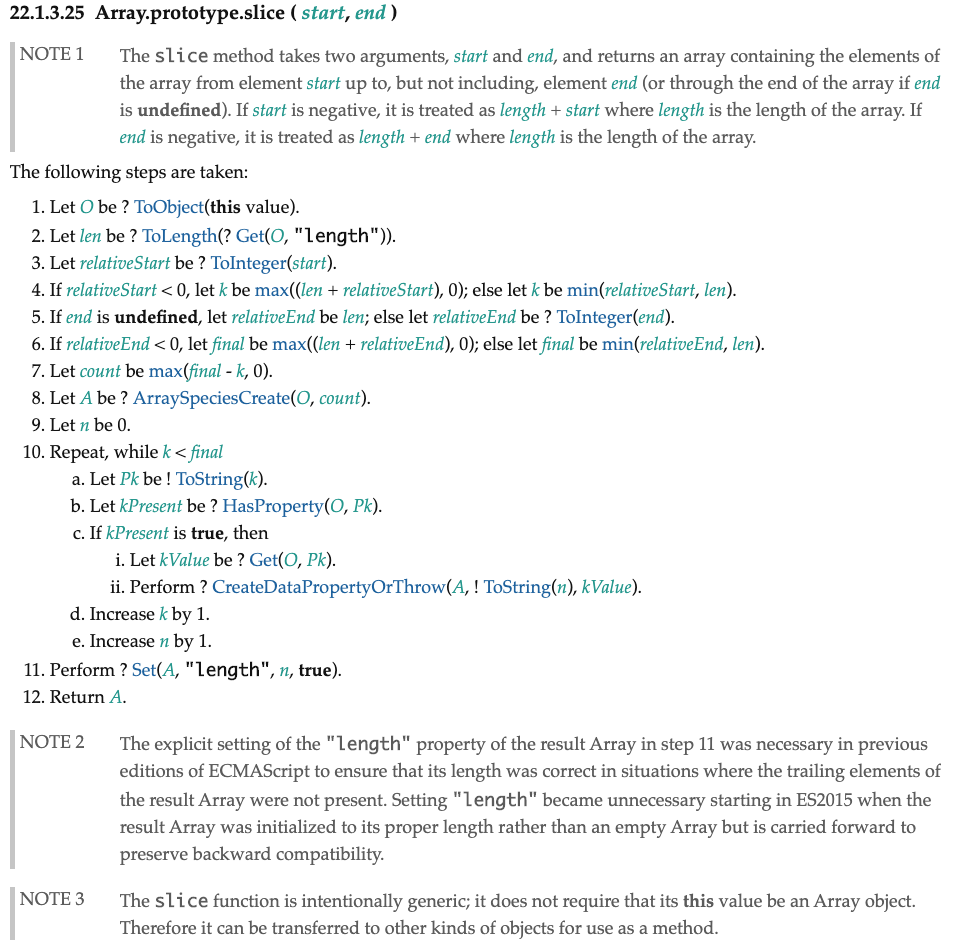 22.1.3.25 Array.prototype.slice ( start, end )
NOTE 1 The slice method takes two arguments, start and end, and returns an array containing the elements of
the array from element start up to, but not including, element end (or through the end of the array if end
is undefined). If start is negative, it is treated as length + start where length is the length of the array. If
end is negative, it is treated as length + end where length is the length of the array.
The following steps are taken:
1. Let O be ? ToObject(this value).
2. Let len be ? ToLength(? Get(O, "length")).
3. Let relativeStart be ? ToInteger(start).
4. If relativeStart < 0, let k be max((len + relativeStart), 0); else let k be min(relativeStart, len).
5. If end is undefined, let relativeEnd be len; else let relativeEnd be ? ToInteger(end).
6. If relativeEnd < 0, let final be max((len + relativeEnd), 0); else let final be min(relativeEnd, len).
7. Let count be max(final - k, 0).
8. Let A be ? ArraySpeciesCreate(O, count).
9. Let n be 0.
10. Repeat, while k < final
a. Let Pk be ! ToString(k).
b. Let kPresent be ? HasProperty(O, Pk).
c. If kPresent is true, then
i. Let kValue be ? Get(O, Pk).
ii. Perform ? CreateDataPropertyOrThrow(A, ! ToString(n), kValue).
d. Increase k by 1.
e. Increase n by 1.
11. Perform ? Set(A, "length", n, true).
12. Return A.
NOTE 2 The explicit setting of the "length" property of the result Array in step 11 was necessary in previous
editions of ECMAScript to ensure that its length was correct in situations where the trailing elements of
the result Array were not present. Setting "length" became unnecessary starting in ES2015 when the
result Array was initialized to its proper length rather than an empty Array but is carried forward to
preserve backward compatibility.
NOTE 3 The slice function is intentionally generic; it does not require that its this value be an Array object.
Therefore it can be transferred to other kinds of objects for use as a method.